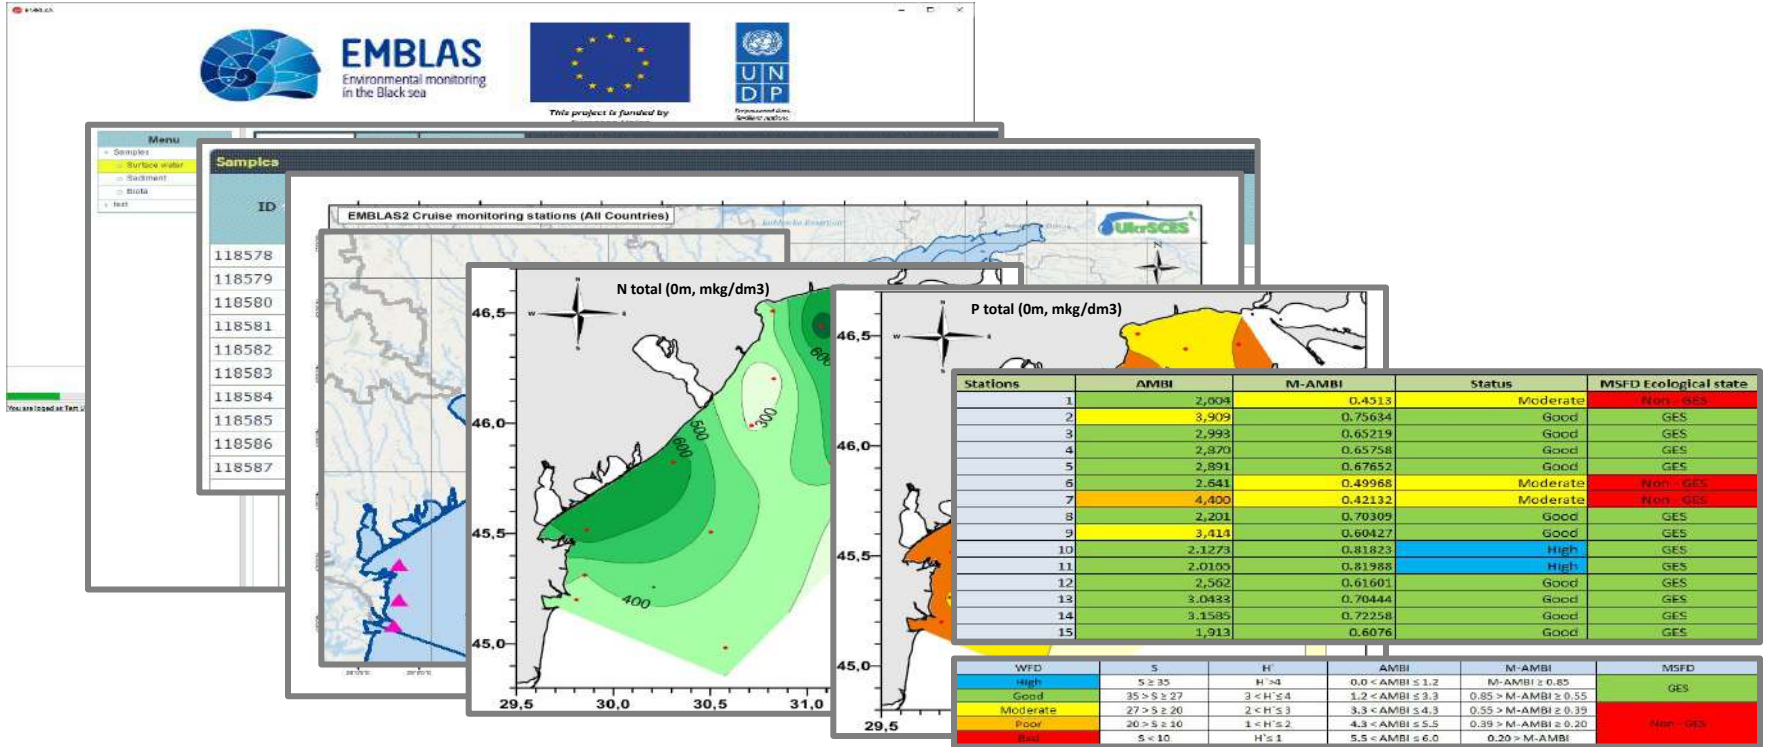 EMBLAS
EMBLAS
Environmental monitoring
in the Black sea
This project is funded by
U N
D P
Empowered lives.
Resilient nations.
Menu
Samples
Surface water
Sediment
Biota
text
Samples
ID
118578
118579
118580
118581
118582
118583
118584
118585
118586
118587
EMBLAS2 Cruise monitoring stations (All Countries)
UkrSCES
N
N total (0m, mkg/dm3)
N
W
E
S
46,5
46,0
45,5
45,0
29,5 30,0 30,5 31,0
600
500
600
300
400
P total (0m, mkg/dm3)
N
W
E
S
46,5
46,0
45,5
45,0
29,5
Stations AMBI M-AMBI Status MSFD Ecological state
1 2,604 0.4513 Moderate Non - GES
2 3,909 0.75634 Good GES
3 2,993 0.65219 Good GES
4 2,870 0.65758 Good GES
5 2,891 0.67652 Good GES
6 2.641 0.49968 Moderate Non - GES
7 4,400 0.42132 Moderate Non - GES
8 2,201 0.70309 Good GES
9 3,414 0.60427 Good GES
10 2.1273 0.81823 High GES
11 2.0165 0.81988 High GES
12 2,562 0.61601 Good GES
13 3.0433 0.70444 Good GES
14 3.1585 0.72258 Good GES
15 1,913 0.6076 Good GES
WFD S H` AMBI M-AMBI MSFD
High S ≥ 35 H`>4 0.0 < AMBI ≤ 1.2 M-AMBI ≥ 0.85 GES
Good 35 > S ≥ 27 3 < H`≤ 4 1.2 < AMBI ≤ 3.3 0.85 > M-AMBI ≥ 0.55
Moderate 27 > S ≥ 20 2 < H`≤ 3 3.3 < AMBI ≤ 4.3 0.55 > M-AMBI ≥ 0.39 Non - GES
Poor 20 > S ≥ 10 1 < H`≤ 2 4.3 < AMBI ≤ 5.5 0.39 > M-AMBI ≥ 0.20
Bad S < 10 H`≤ 1 5.5 < AMBI ≤ 6.0 0.20 > M-AMBI
You are loged as Test U